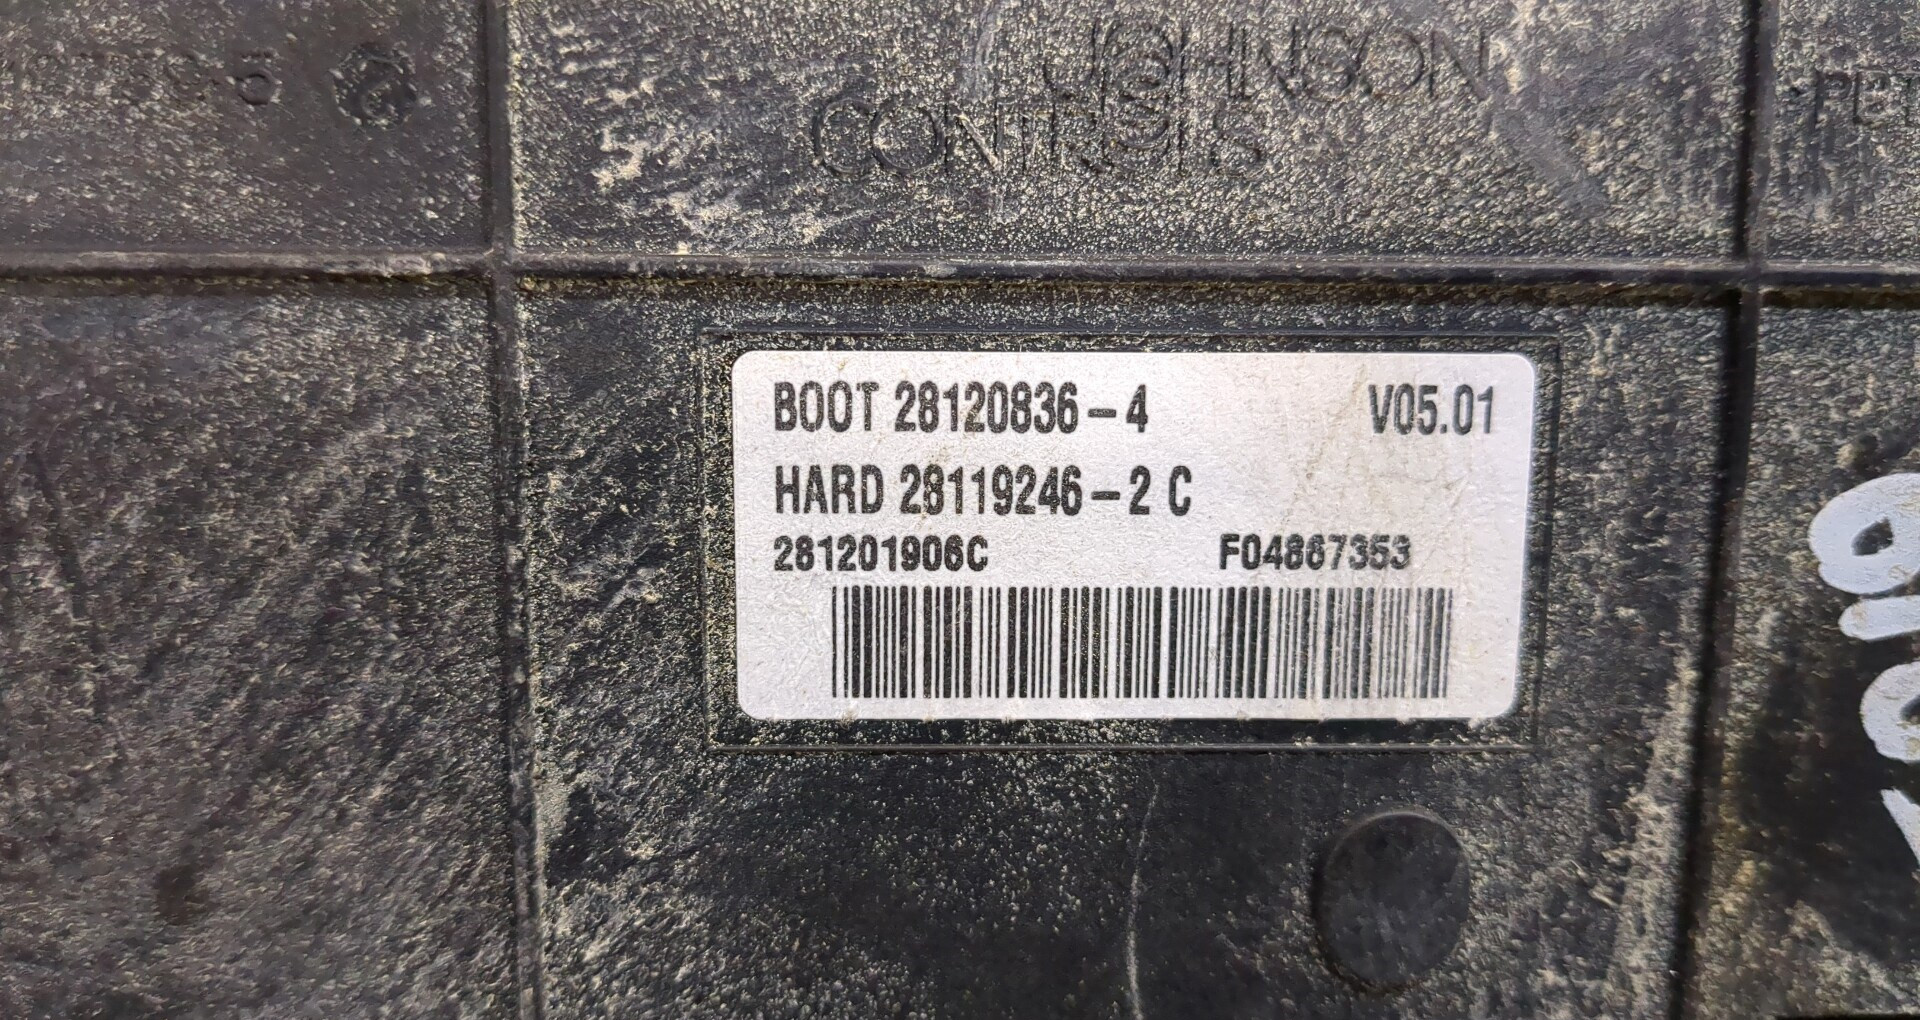 JOHNSON
CONTROLS
BOOT 28120836-4 V05.01
HARD 28119246-2 C
281201906C F04867353